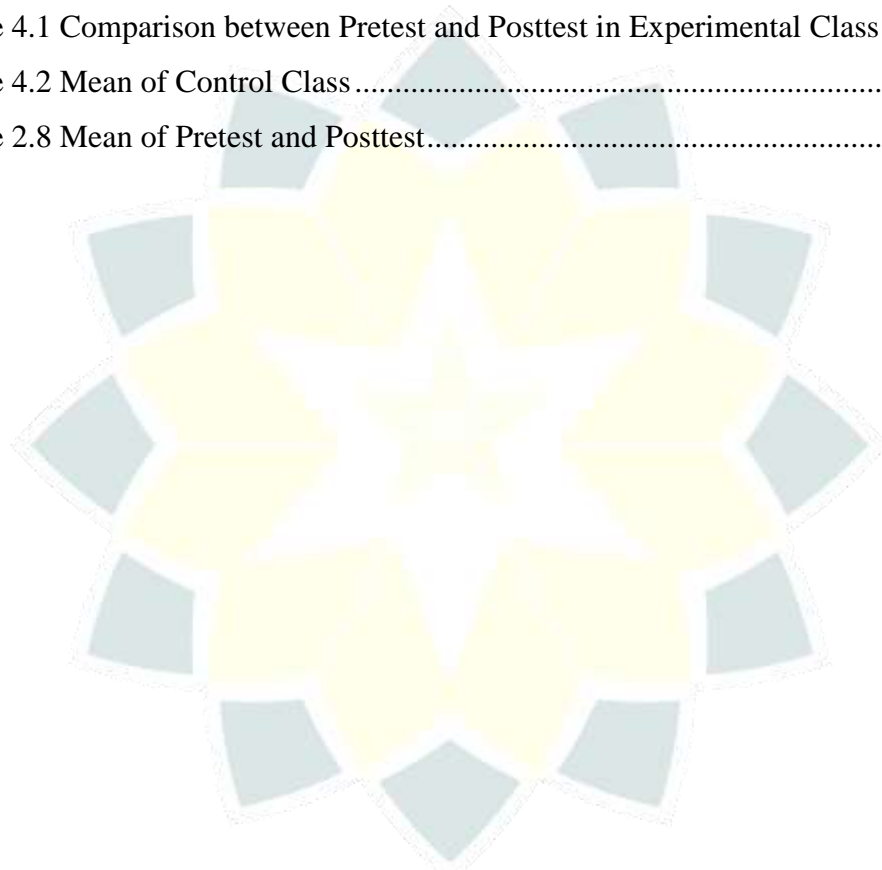 e 4.1 Comparison between Pretest and Posttest in Experimental Class
e 4.2 Mean of Control Class....................................................................
e 2.8 Mean of Pretest and Posttest...........................................................